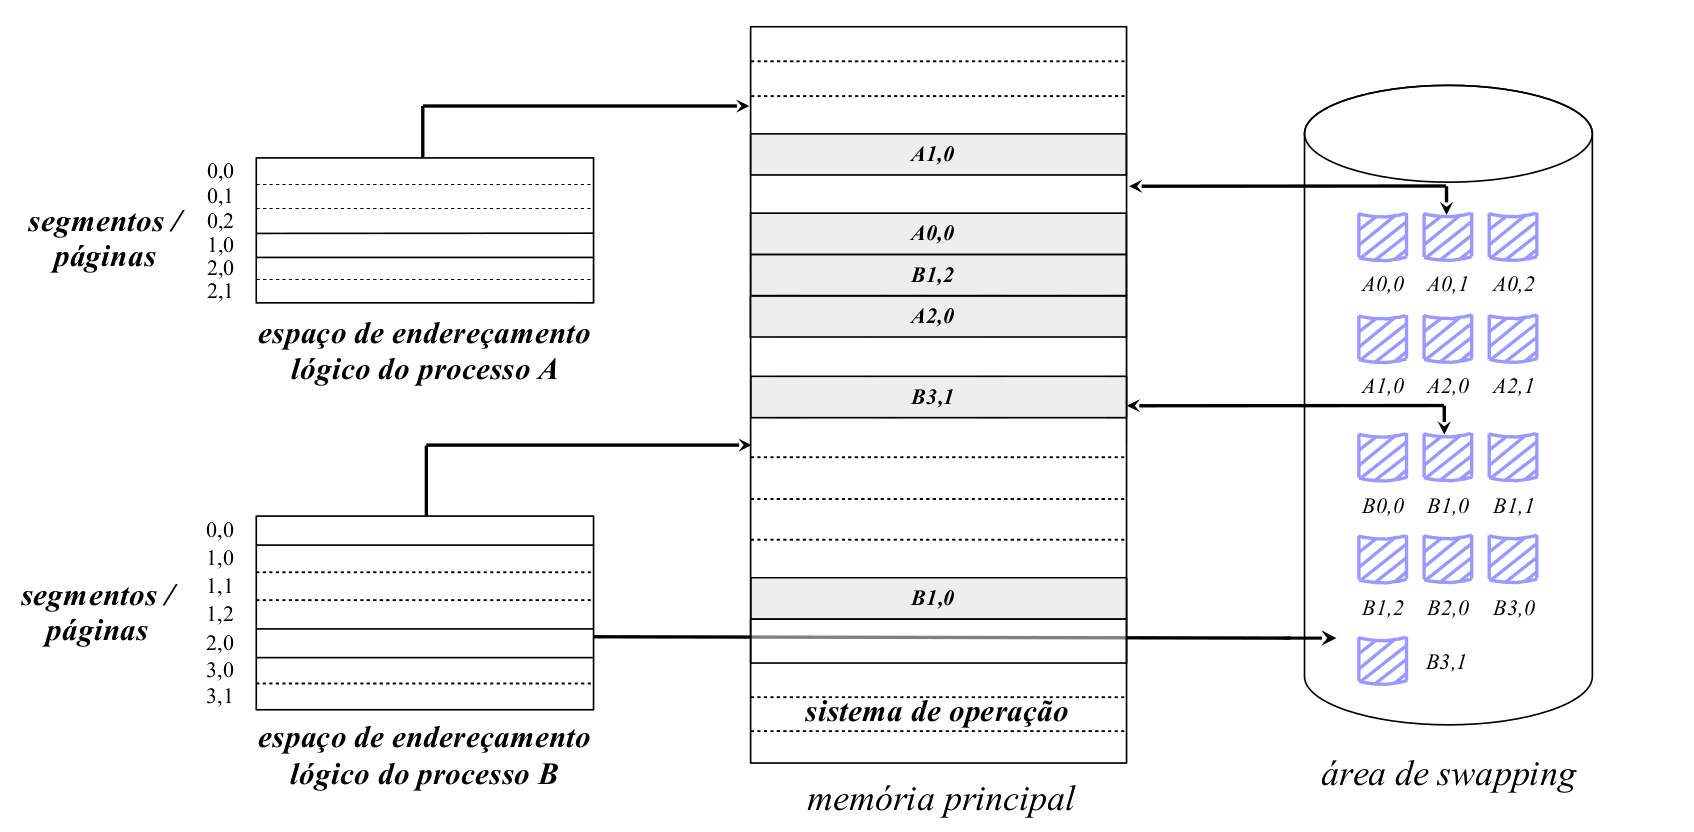 segmentos /
páginas
0,0
0,1
0,2
1,0
2,0
2,1
espaço de endereçamento
lógico do processo A
segmentos /
páginas
0,0
1,0
1,1
1,2
2,0
3,0
3,1
espaço de endereçamento
lógico do processo B
A1,0
A0,0
B1,2
A2,0
B3,1
B1,0
sistema de operação
memória principal
A0,0 A0,1 A0,2
A1,0 A2,0 A2,1
B0,0 B1,0 B1,1
B1,2 B2,0 B3,0
B3,1
área de swapping